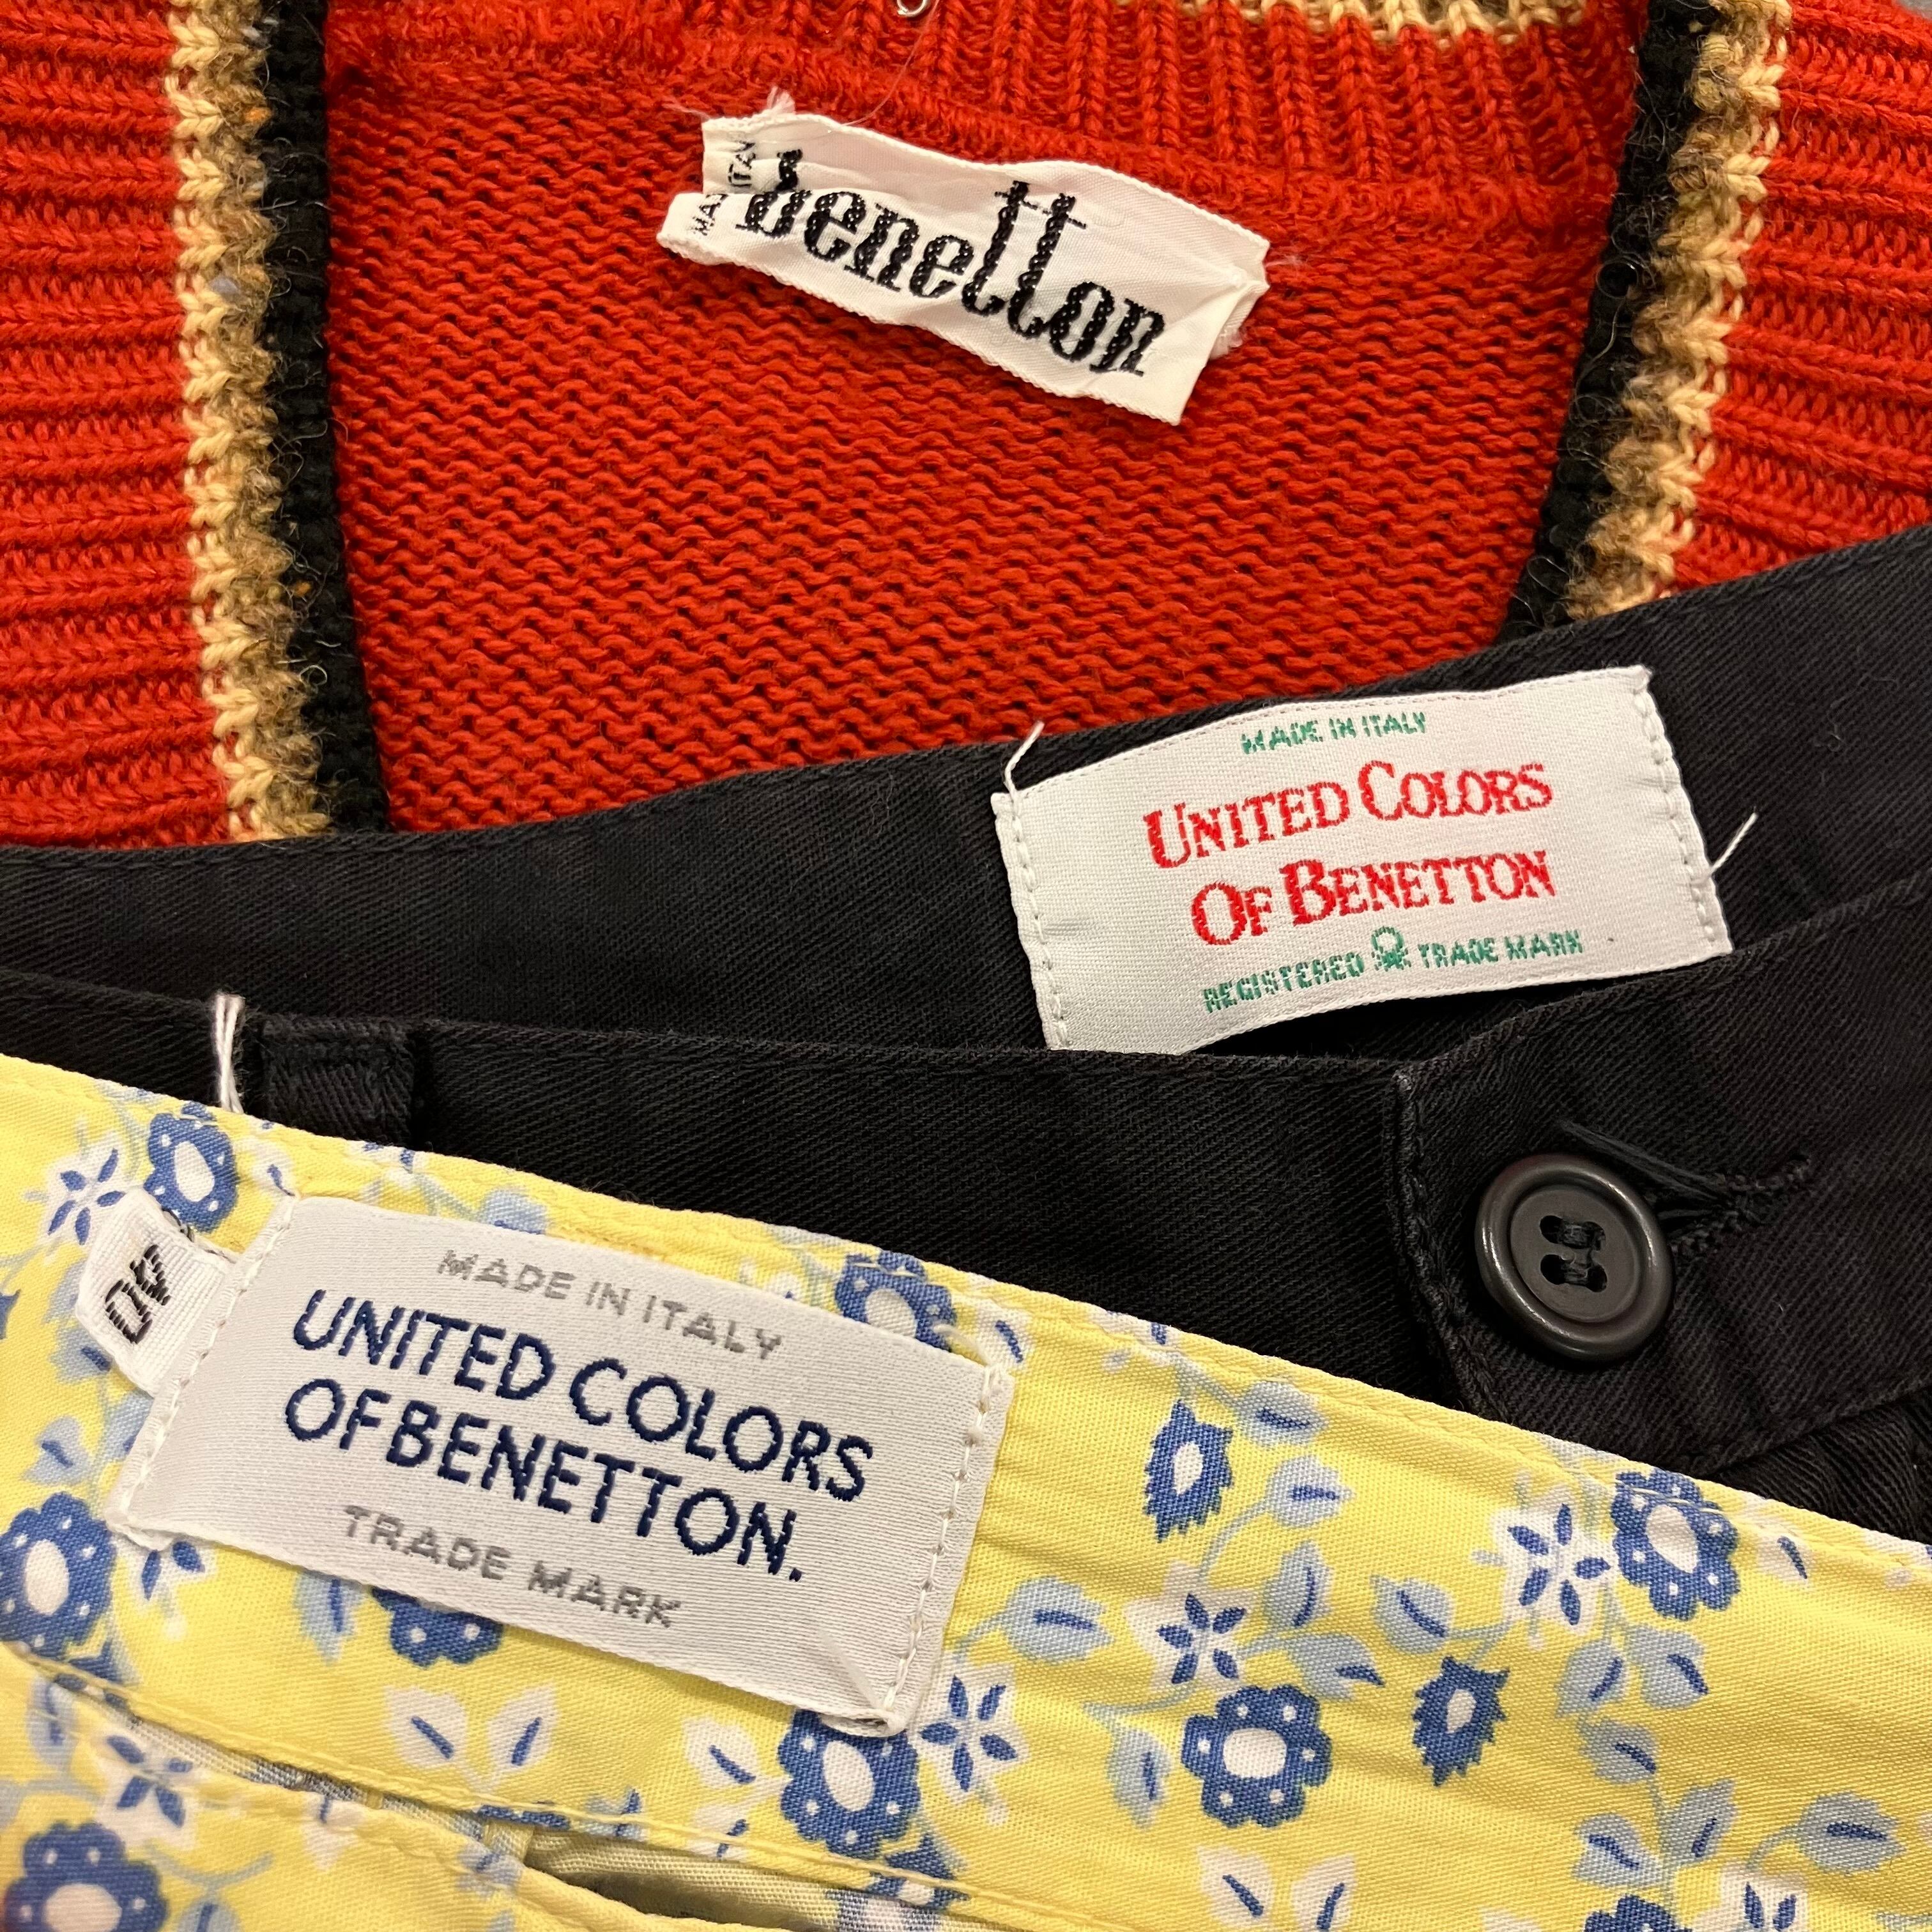 benetton
MADE IN ITALY
UNITED COLORS
OF BENETTON
REGISTERED TRADE MARK
40
MADE IN ITALY
UNITED COLORS
OF BENETTON.
TRADE MARK